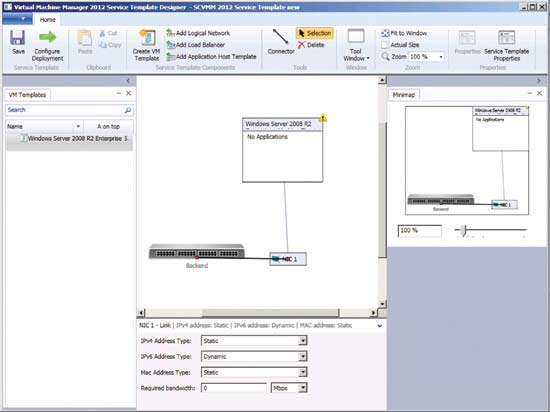 Virtual Machine Manager 2012 Service Template Designer - SCVMM 2012 Service Template new
Home
Save
Configure Deployment
Service Template
Paste
Cut
Copy
Clipboard
Create VM Template
Add Logical Network
Add Load Balancer
Add Application Host Template
Service Template Components
Connector
Selection
Delete
Tools
Tool Window
Window
Fit to Window
Actual Size
Zoom 100 %
Zoom
Properties
Service Template Properties
Properties
VM Templates
Search
Name
A on top
Windows Server 2008 R2 Enterprise S..
Windows Server 2008 R2
No Applications
Backend
NIC 1
Minimap
Windows Server 2008 R2
No Applications
Backend
NIC 1
100 %
NIC 1 - Link | IPv4 address: Static | IPv6 address: Dynamic | MAC address: Static
IPv4 Address Type: Static
IPv6 Address Type: Dynamic
Mac Address Type: Static
Required bandwidth: 0 Mbps